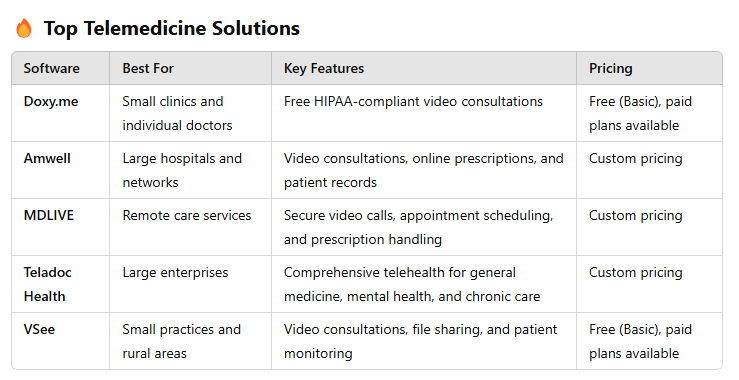 🔥 Top Telemedicine Solutions
Software Best For Key Features Pricing
Doxy.me Small clinics and Free HIPAA-compliant video consultations Free (Basic), paid
individual doctors plans available
Amwell Large hospitals and Video consultations, online prescriptions, and Custom pricing
networks patient records
MDLIVE Remote care services Secure video calls, appointment scheduling, Custom pricing
and prescription handling
Teladoc Large enterprises Comprehensive telehealth for general Custom pricing
Health medicine, mental health, and chronic care
VSee Small practices and Video consultations, file sharing, and patient Free (Basic), paid
rural areas monitoring plans available